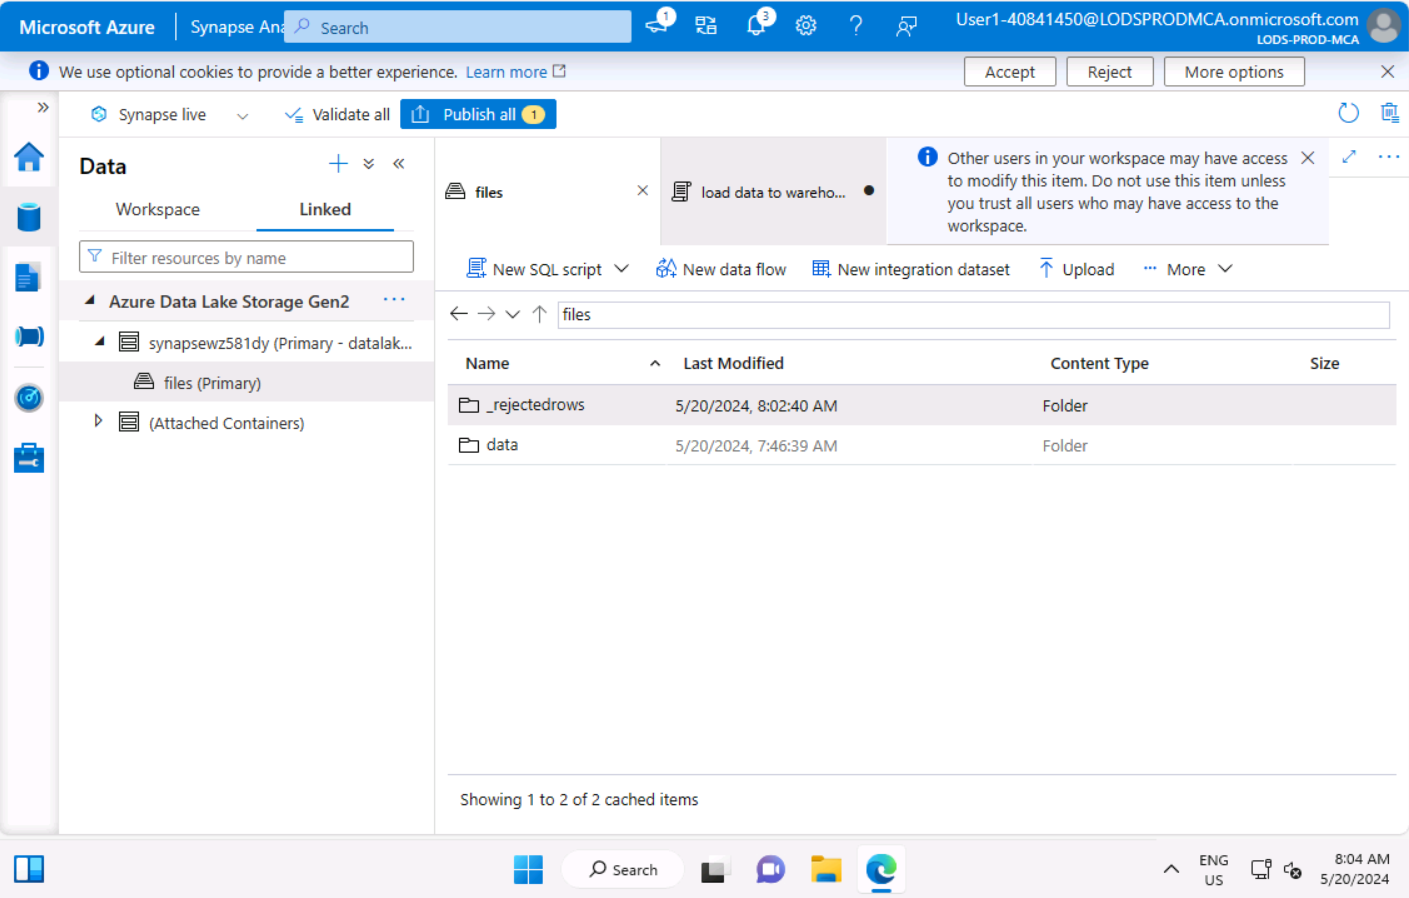 Microsoft Azure
Synapse Ana
Search
1
3
User1-40841450@LODSPRODMCA.onmicrosoft.com
LODS-PROD-MCA
We use optional cookies to provide a better experience. Learn more
Accept
Reject
More options
Synapse live
Validate all
Publish all 1
Data
Workspace
Linked
Filter resources by name
Azure Data Lake Storage Gen2
synapsewz581dy (Primary - datalak...
files (Primary)
(Attached Containers)
files
load data to wareho...
Other users in your workspace may have access
to modify this item. Do not use this item unless
you trust all users who may have access to the
workspace.
New SQL script
New data flow
New integration dataset
Upload
More
files
Name Last Modified Content Type Size
_rejectedrows 5/20/2024, 8:02:40 AM Folder
data 5/20/2024, 7:46:39 AM Folder
Showing 1 to 2 of 2 cached items
Search
ENG
US
8:04 AM
5/20/2024